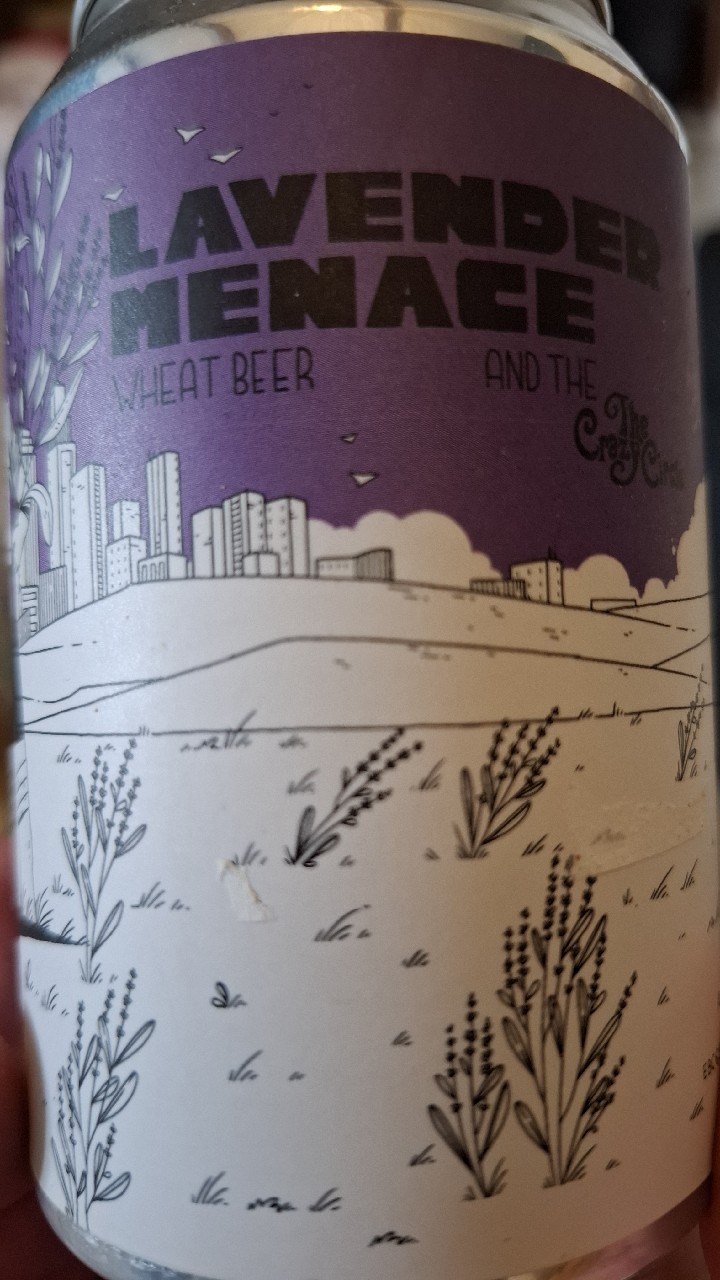 LAVENDER
MENACE
WHEAT BEER AND THE
The
Crazy